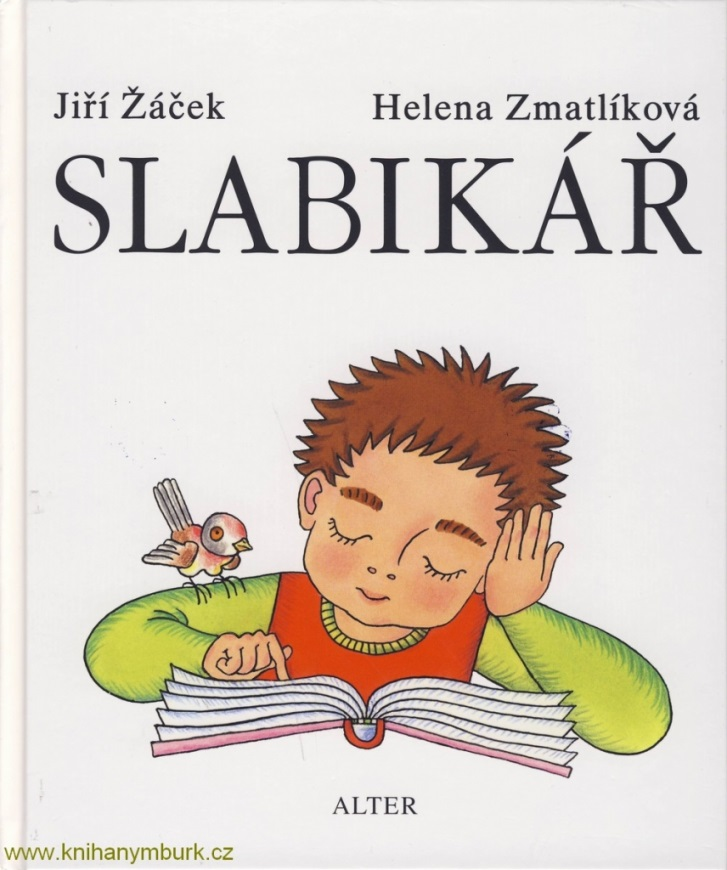 Jiří Žáček Helena Zmatlíková
SLABIKÁŘ
ALTER
www.knihanymburk.cz